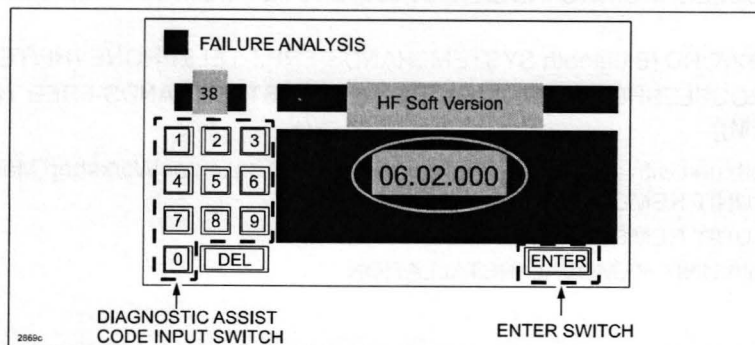 FAILURE ANALYSIS
38
HF Soft Version
1 2 3
06.02.000
4 5 6
7 8 9
0 DEL ENTER
DIAGNOSTIC ASSIST
CODE INPUT SWITCH
ENTER SWITCH
2869c